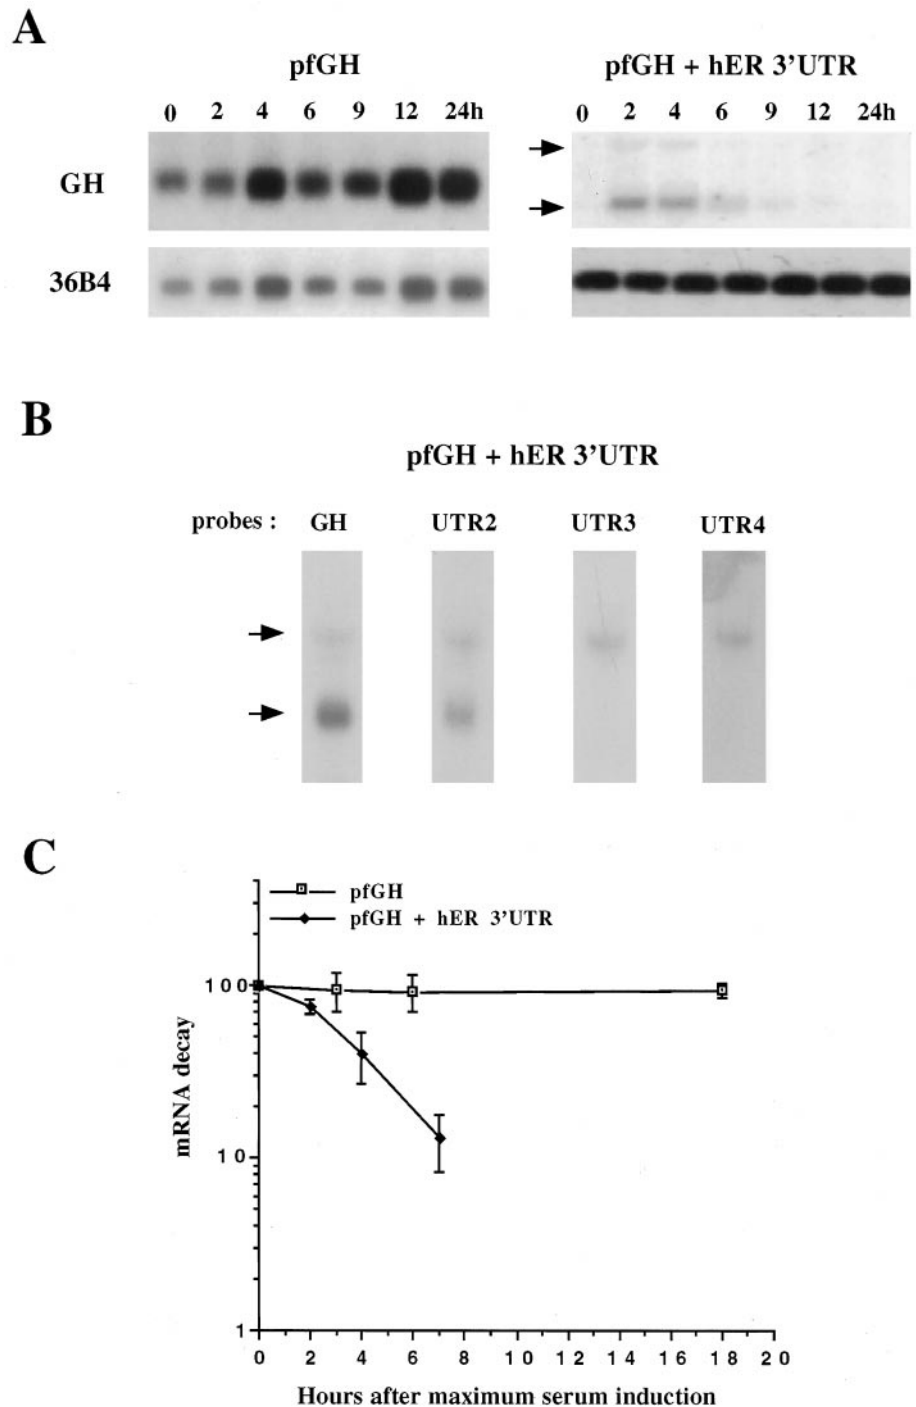 A
pfGH
pfGH + hER 3'UTR
0 2 4 6 9 12 24h
0 2 4 6 9 12 24h
GH
36B4
B
pfGH + hER 3'UTR
probes : GH UTR2 UTR3 UTR4
C
pfGH
pfGH + hER 3'UTR
100
10
1
mRNA decay
0 2 4 6 8 10 12 14 16 18 20
Hours after maximum serum induction